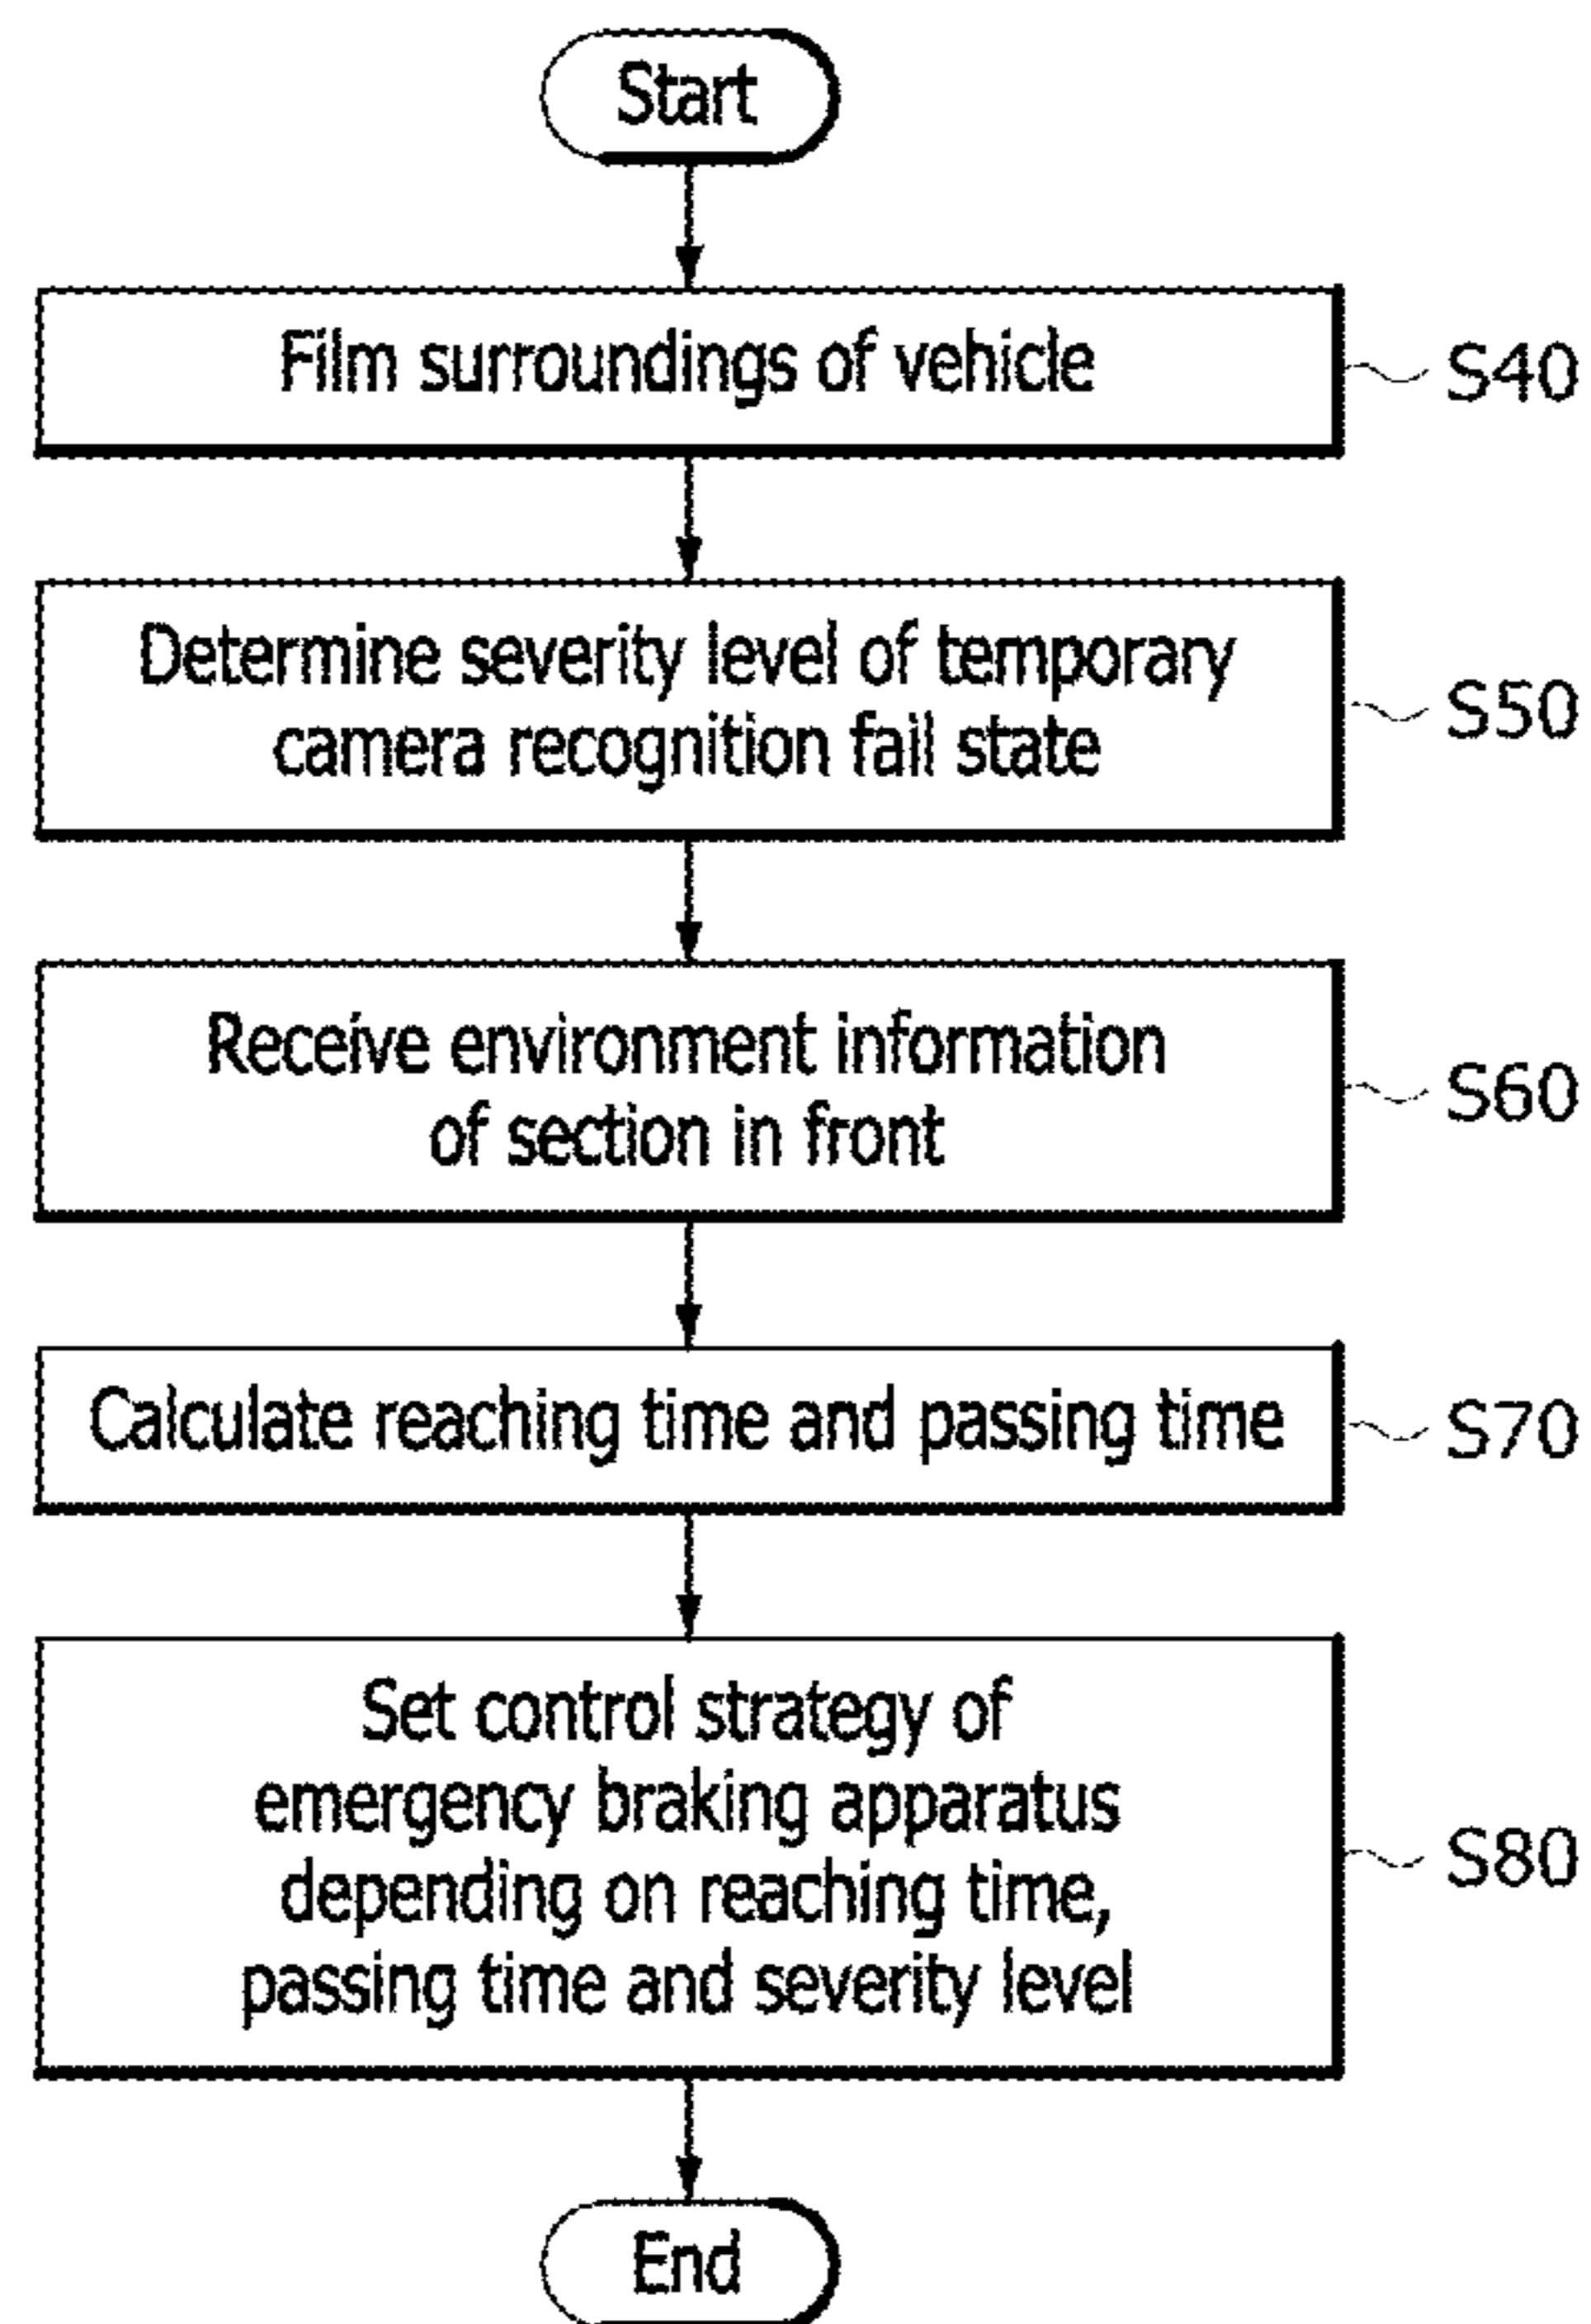 Start
Film surroundings of vehicle
S40
Determine severity level of temporary
camera recognition fail state
S50
Receive environment information
of section in front
S60
Calculate reaching time and passing time
S70
Set control strategy of
emergency braking apparatus
depending on reaching time,
passing time and severity level
S80
End